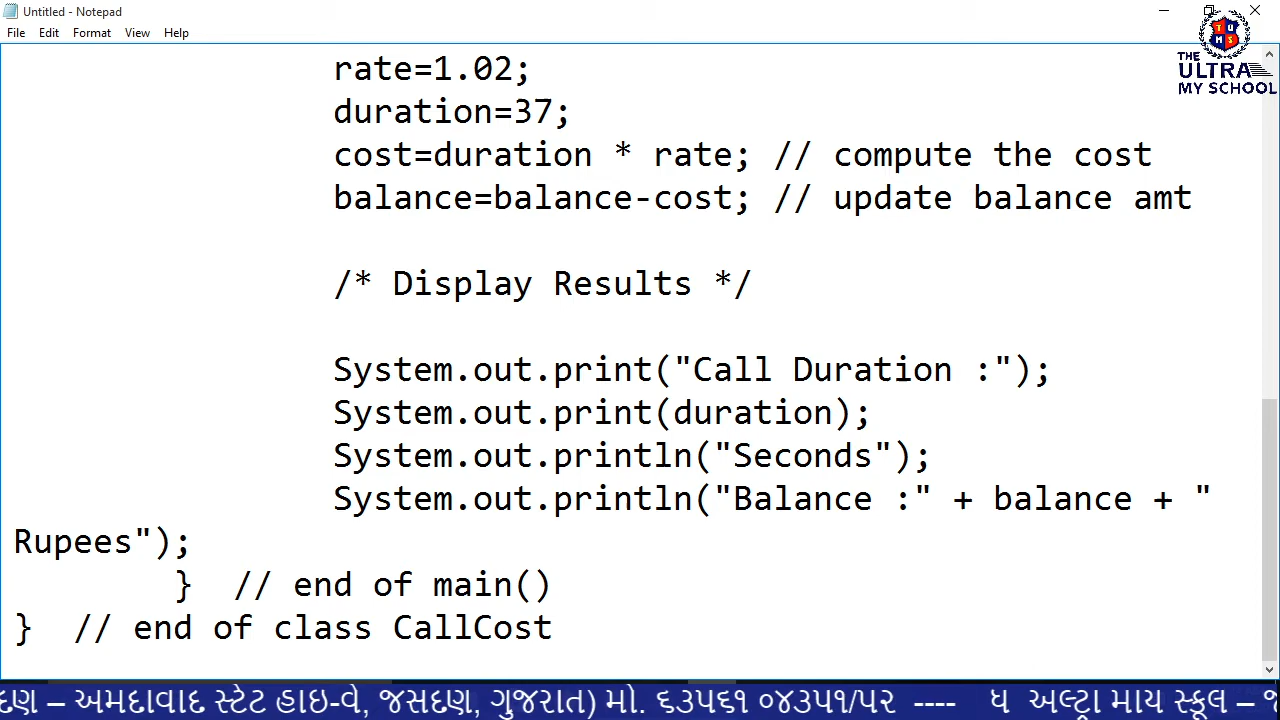 Untitled - Notepad
File Edit Format View Help
THE
ULTRA
MY SCHOOL
TUMS
rate=1.02;
duration=37;
cost=duration * rate; // compute the cost
balance=balance-cost; // update balance amt
/* Display Results */
System.out.print("Call Duration :");
System.out.print(duration);
System.out.println("Seconds");
System.out.println("Balance :" + balance + "
Rupees");
} // end of main()
} // end of class CallCost
દણ – અમદાવાદ સ્ટેટ હાઇ-વે, જસદણ, ગુજરાત) મો. ૬૩૫૬૧ ૦૪૩૫૧/૫૨ ---- ધ અલ્ટ્રા માય સ્કૂલ –